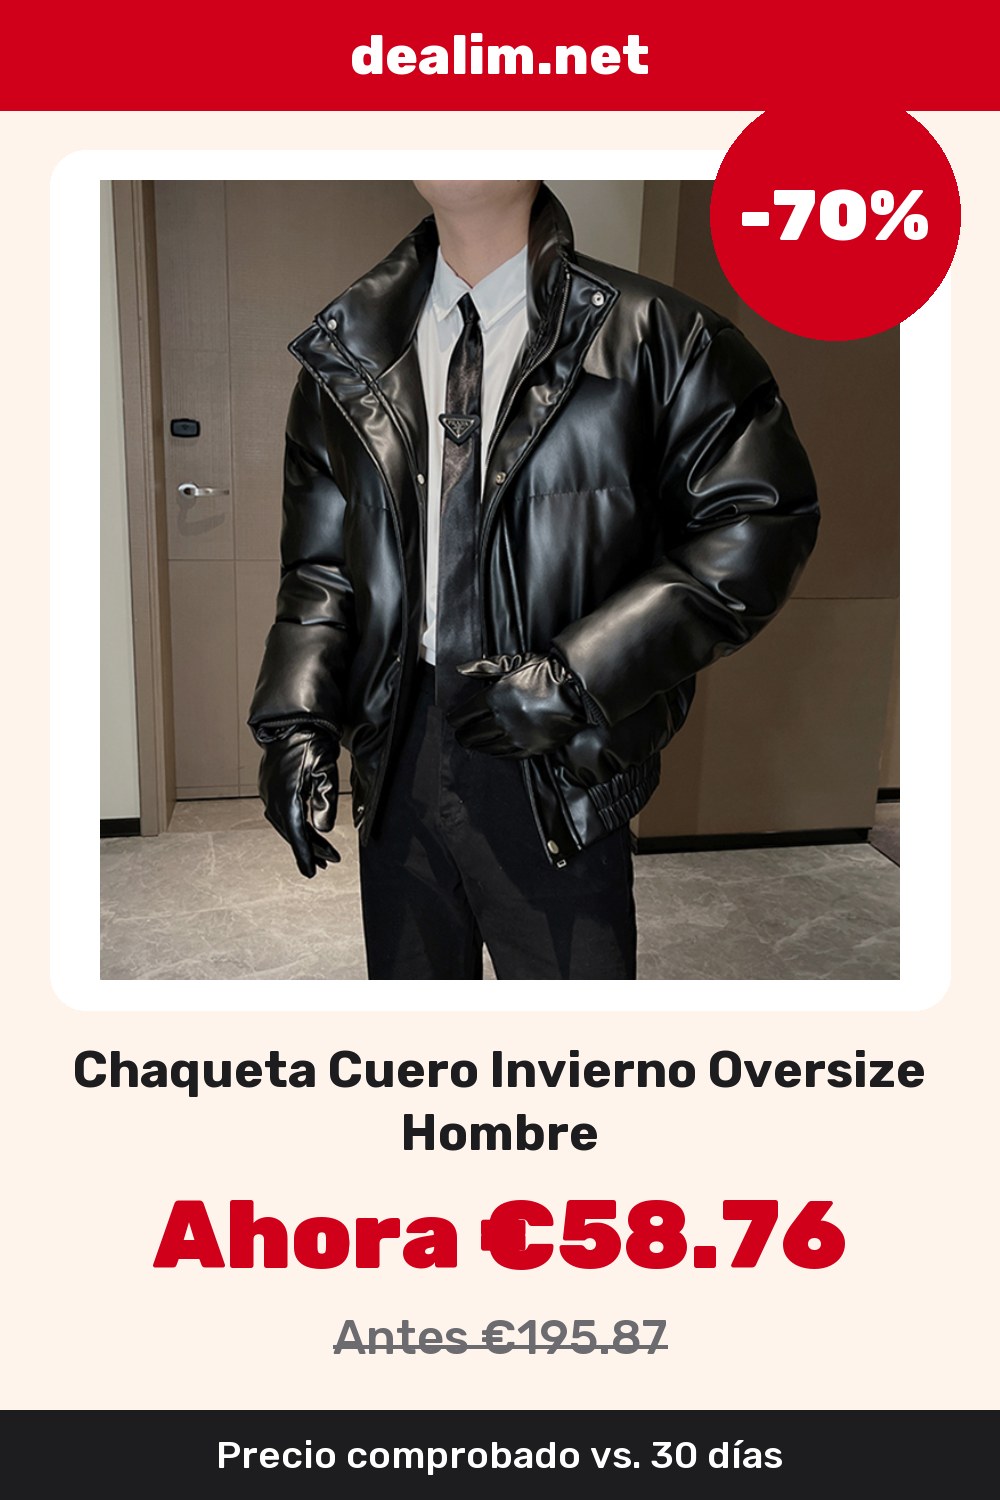 dealim.net
-70%
Chaqueta Cuero Invierno Oversize
Hombre
Ahora €58.76
Antes €195.87
Precio comprobado vs. 30 días